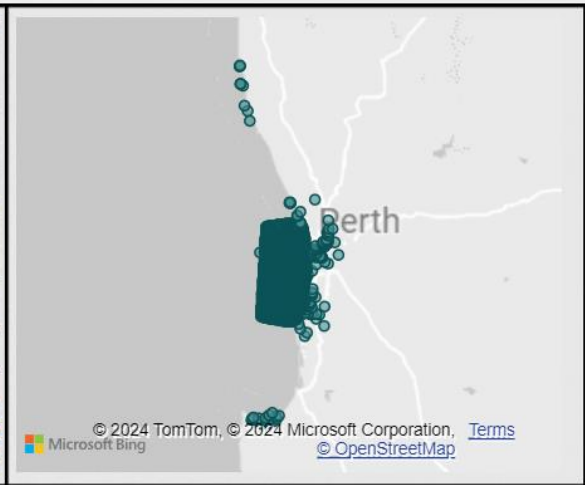 Perth
© 2024 TomTom, © 2024 Microsoft Corporation, Terms
Microsoft Bing
© OpenStreetMap